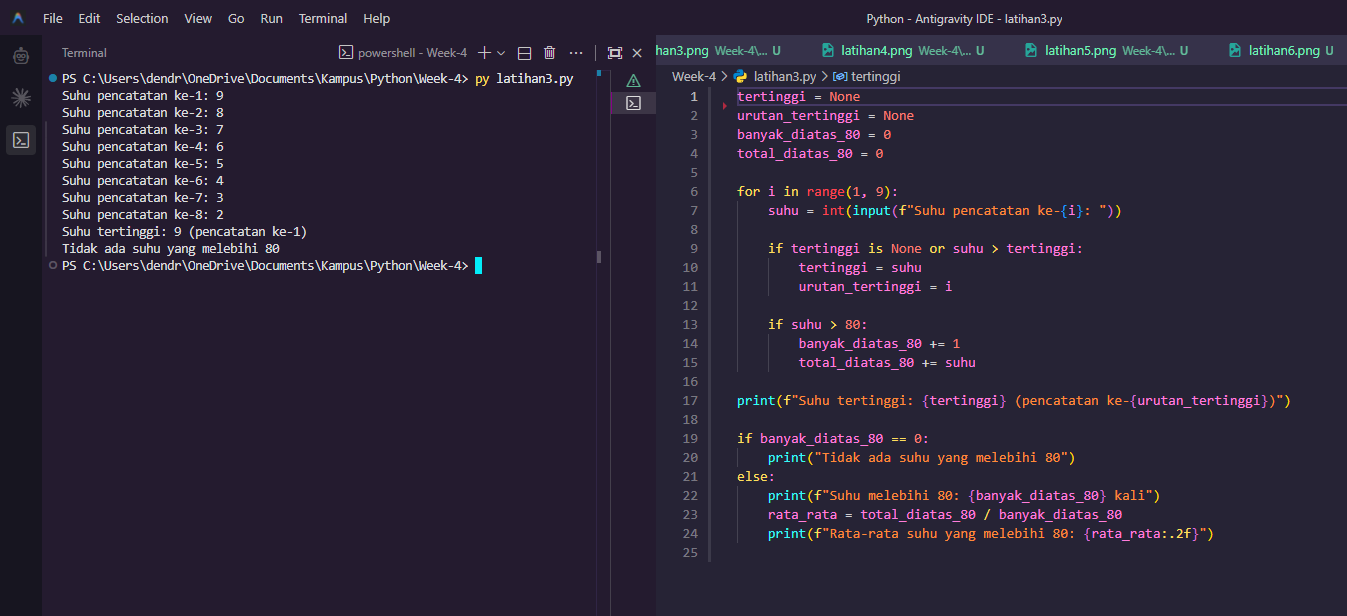 File Edit Selection View Go Run Terminal Help
Python - Antigravity IDE - latihan3.py
Terminal
powershell - Week-4
PS C:\Users\dendr\OneDrive\Documents\Kampus\Python\Week-4> py latihan3.py
Suhu pencatatan ke-1: 9
Suhu pencatatan ke-2: 8
Suhu pencatatan ke-3: 7
Suhu pencatatan ke-4: 6
Suhu pencatatan ke-5: 5
Suhu pencatatan ke-6: 4
Suhu pencatatan ke-7: 3
Suhu pencatatan ke-8: 2
Suhu tertinggi: 9 (pencatatan ke-1)
Tidak ada suhu yang melebihi 80
PS C:\Users\dendr\OneDrive\Documents\Kampus\Python\Week-4>
han3.png Week-4\... U latihan4.png Week-4\... U latihan5.png Week-4\... U latihan6.png U
Week-4 > latihan3.py > tertinggi
1 tertinggi = None
2 urutan_tertinggi = None
3 banyak_diatas_80 = 0
4 total_diatas_80 = 0
5
6 for i in range(1, 9):
7     suhu = int(input(f"Suhu pencatatan ke-{i}: "))
8
9     if tertinggi is None or suhu > tertinggi:
10         tertinggi = suhu
11         urutan_tertinggi = i
12
13     if suhu > 80:
14         banyak_diatas_80 += 1
15         total_diatas_80 += suhu
16
17 print(f"Suhu tertinggi: {tertinggi} (pencatatan ke-{urutan_tertinggi})")
18
19 if banyak_diatas_80 == 0:
20     print("Tidak ada suhu yang melebihi 80")
21 else:
22     print(f"Suhu melebihi 80: {banyak_diatas_80} kali")
23     rata_rata = total_diatas_80 / banyak_diatas_80
24     print(f"Rata-rata suhu yang melebihi 80: {rata_rata:.2f}")
25